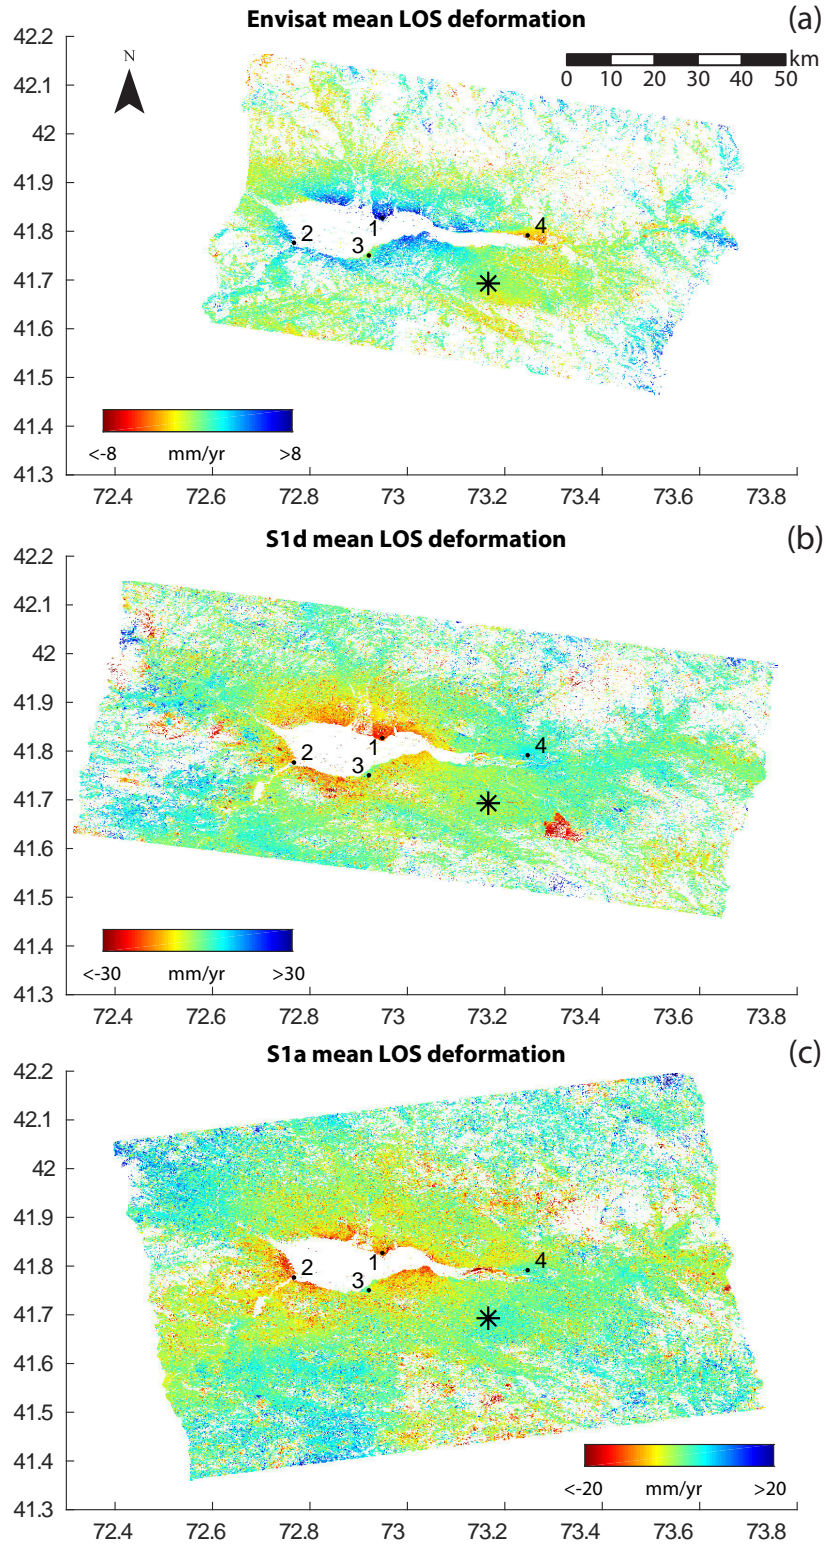 Envisat mean LOS deformation
(a)
N
km
0 10 20 30 40 50
42.2
42.1
42
41.9
41.8
41.7
41.6
41.5
41.4
41.3
1
2
3
4
<-8 mm/yr >8
72.4 72.6 72.8 73 73.2 73.4 73.6 73.8
S1d mean LOS deformation
(b)
42.2
42.1
42
41.9
41.8
41.7
41.6
41.5
41.4
41.3
1
2
3
4
<-30 mm/yr >30
72.4 72.6 72.8 73 73.2 73.4 73.6 73.8
S1a mean LOS deformation
(c)
42.2
42.1
42
41.9
41.8
41.7
41.6
41.5
41.4
41.3
1
2
3
4
<-20 mm/yr >20
72.4 72.6 72.8 73 73.2 73.4 73.6 73.8